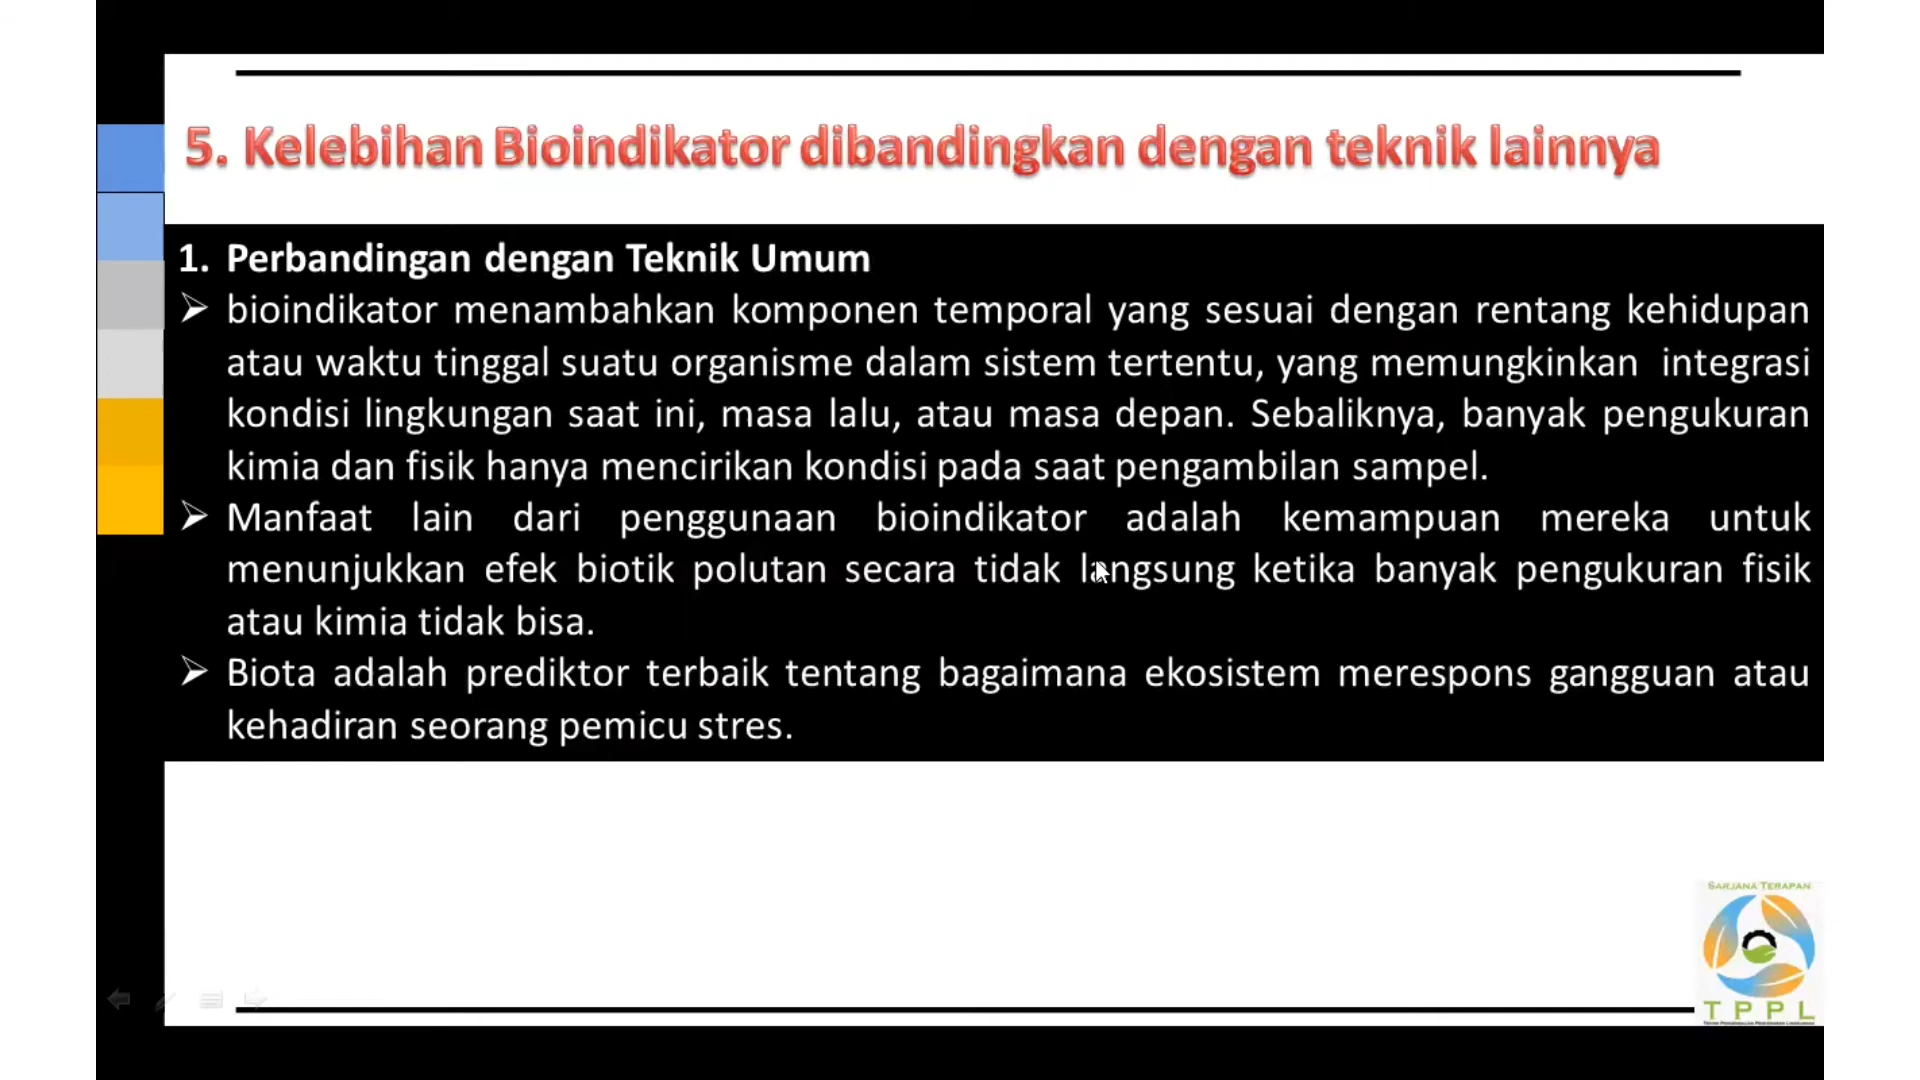 5. Kelebihan Bioindikator dibandingkan dengan teknik lainnya
1. Perbandingan dengan Teknik Umum
➢ bioindikator menambahkan komponen temporal yang sesuai dengan rentang kehidupan
atau waktu tinggal suatu organisme dalam sistem tertentu, yang memungkinkan integrasi
kondisi lingkungan saat ini, masa lalu, atau masa depan. Sebaliknya, banyak pengukuran
kimia dan fisik hanya mencirikan kondisi pada saat pengambilan sampel.
➢ Manfaat lain dari penggunaan bioindikator adalah kemampuan mereka untuk
menunjukkan efek biotik polutan secara tidak langsung ketika banyak pengukuran fisik
atau kimia tidak bisa.
➢ Biota adalah prediktor terbaik tentang bagaimana ekosistem merespons gangguan atau
kehadiran seorang pemicu stres.
SARJANA TERAPAN
TPPL